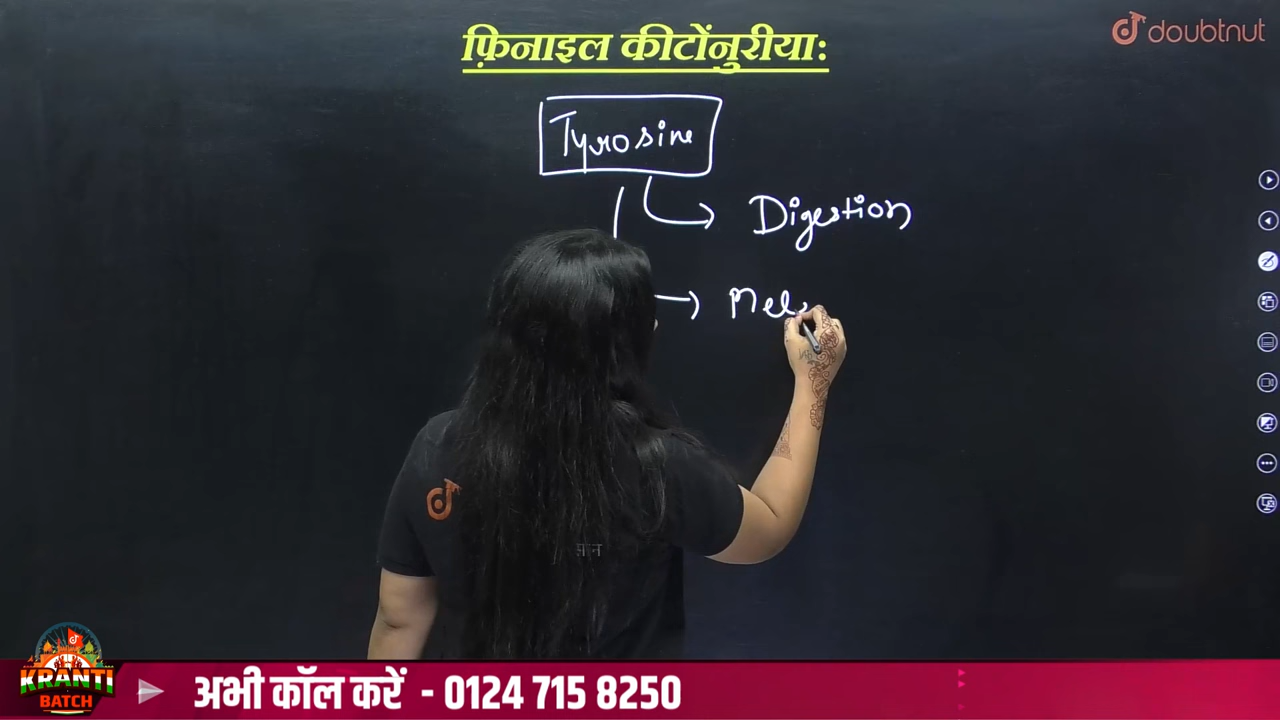 फ़िनाइल कीटोंनुरीया:
doubtnut
Tyrosine
Digestion
Mel
KRANTI
BATCH
अभी कॉल करें - 0124 715 8250